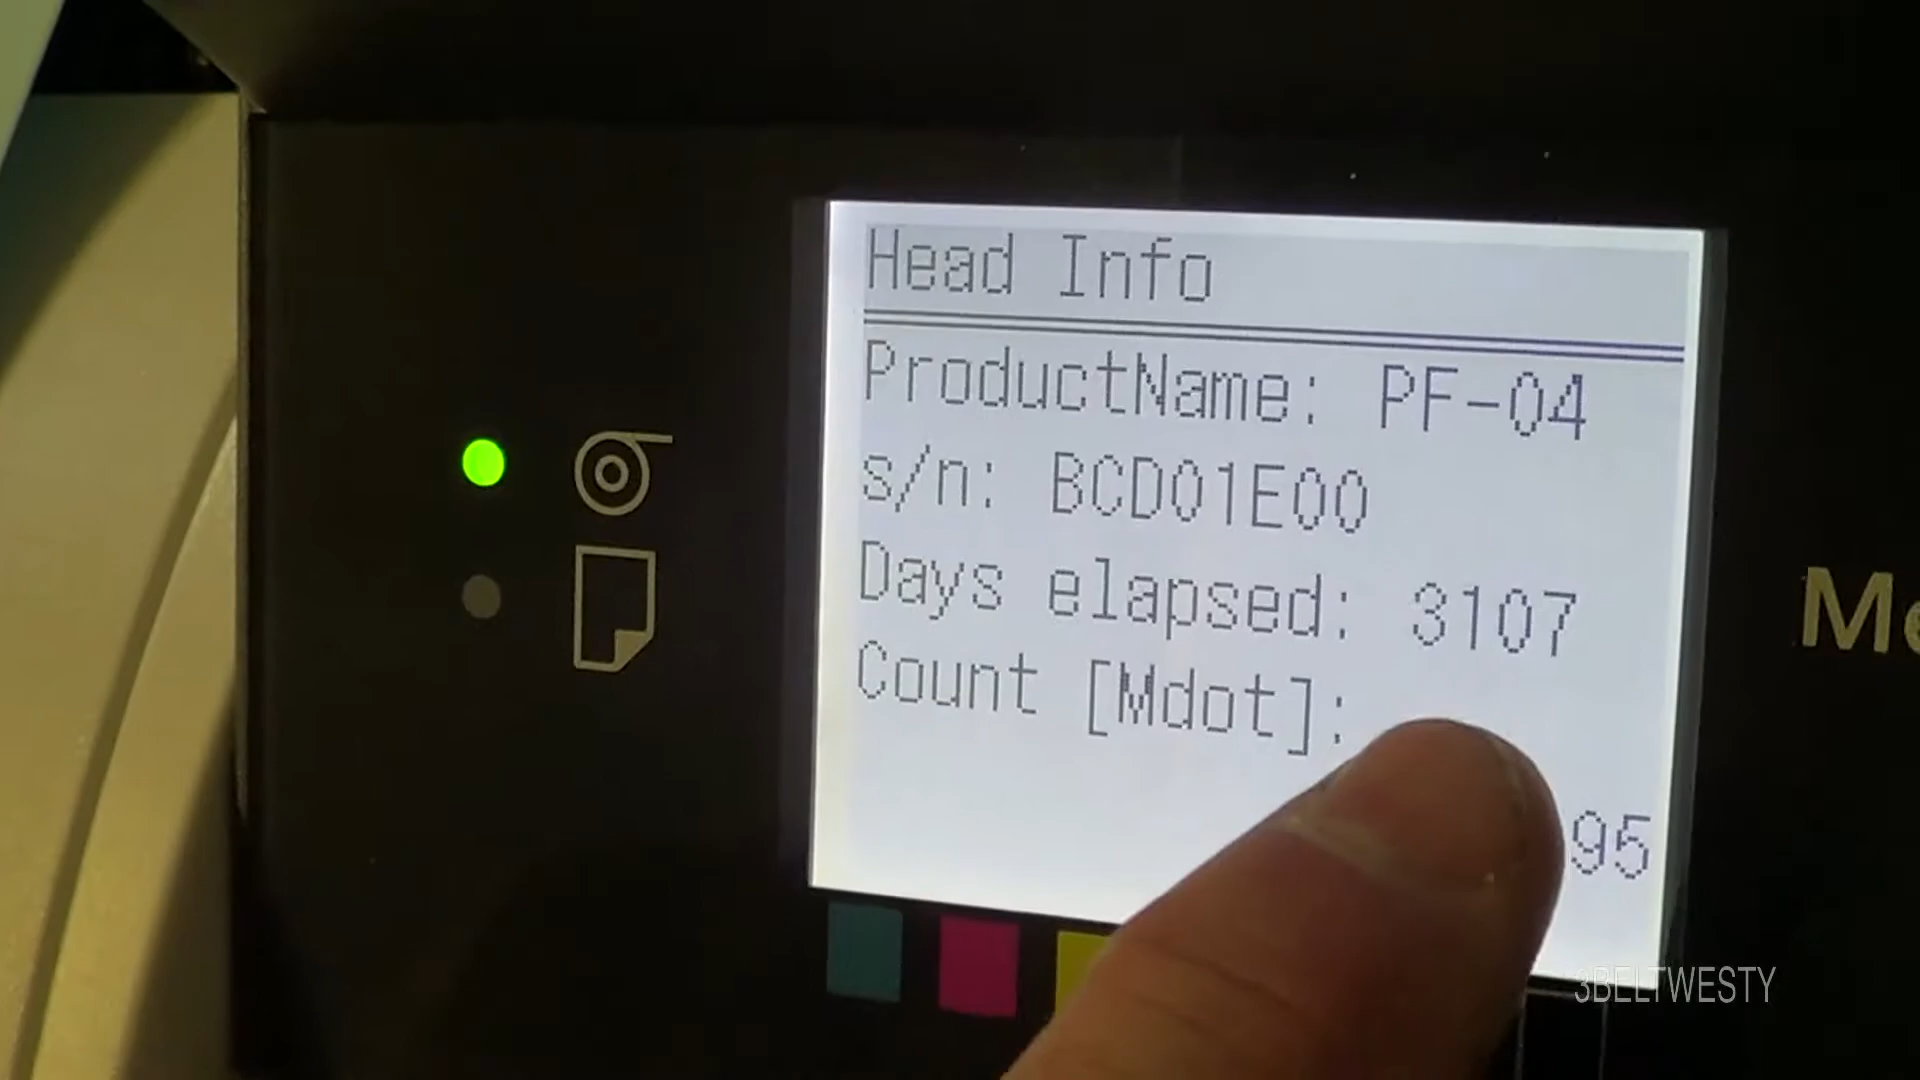 Head Info
ProductName: PF-04
s/n: BCD01E00
Days elapsed: 3107
Count [Mdot]:
95
3BELTWESTY